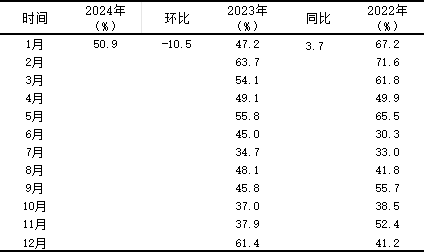 时间 2024年（%） 环比 2023年（%） 同比 2022年（%）
1月 50.9 -10.5 47.2 3.7 67.2
2月 63.7 71.6
3月 54.1 61.8
4月 49.1 49.9
5月 55.8 65.5
6月 45.0 30.3
7月 34.7 33.0
8月 48.1 41.8
9月 45.8 55.7
10月 37.0 38.5
11月 37.9 52.4
12月 61.4 41.2